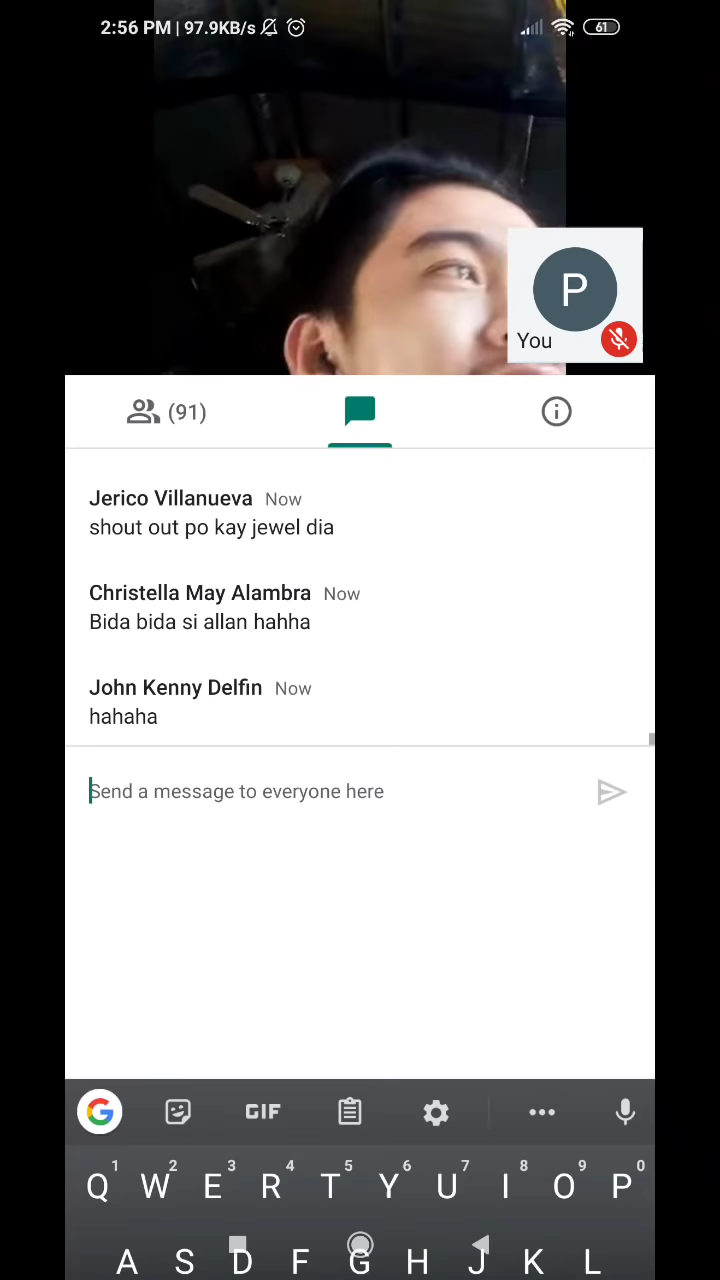 2:56 PM | 97.9KB/s 61
P
You
(91)
Jerico Villanueva Now
shout out po kay jewel dia
Christella May Alambra Now
Bida bida si allan hahha
John Kenny Delfin Now
hahaha
Send a message to everyone here
G GIF
1 2 3 4 5 6 7 8 9 0
Q W E R T Y U I O P
A S D F G H J K L